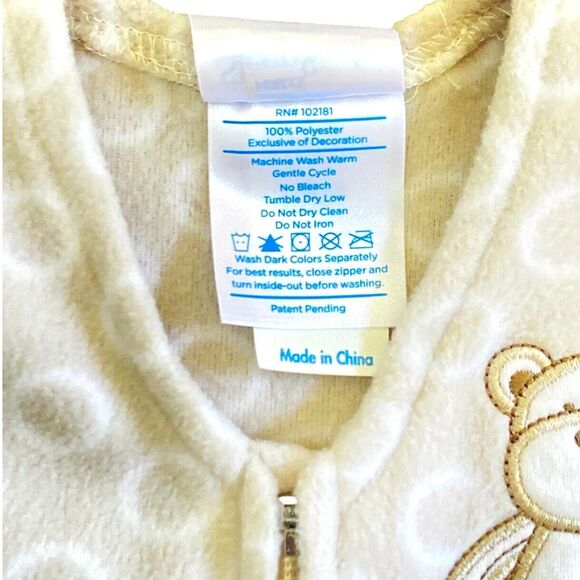 RN# 102181
100% Polyester
Exclusive of Decoration
Machine Wash Warm
Gentle Cycle
No Bleach
Tumble Dry Low
Do Not Dry Clean
Do Not Iron
Wash Dark Colors Separately
For best results, close zipper and
turn inside-out before washing.
Patent Pending
Made in China